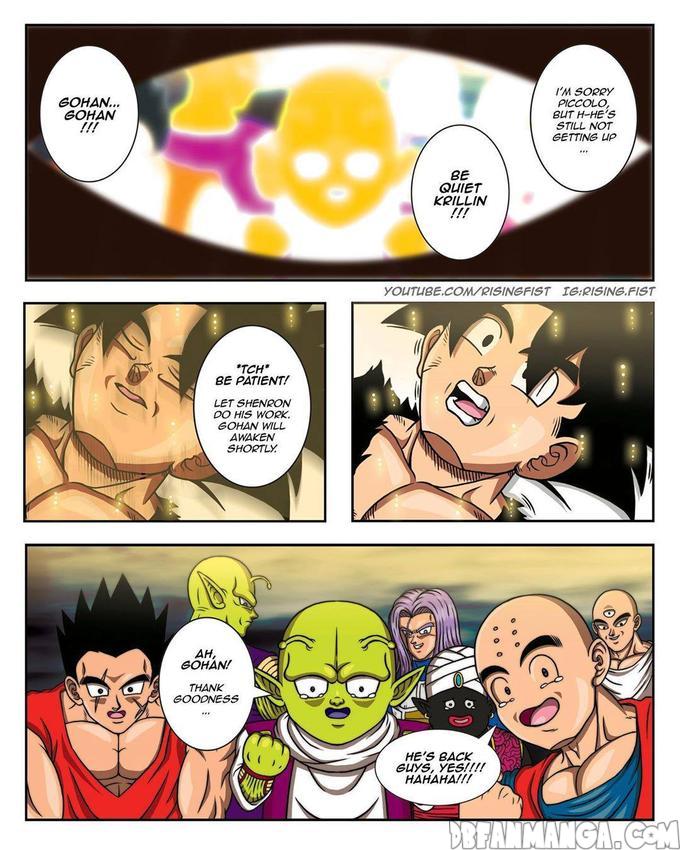 GOHAN...
GOHAN
!!!
I'M SORRY
PICCOLO,
BUT H-HE'S
STILL NOT
GETTING UP
...
BE
QUIET
KRILLIN
!!!
YOUTUBE.COM/RISINGFIST IG:RISING.FIST
*TCH*
BE PATIENT!
LET SHENRON
DO HIS WORK.
GOHAN WILL
AWAKEN
SHORTLY.
AH,
GOHAN!
THANK
GOODNESS
...
HE'S BACK
GUYS, YES!!!!
HAHAHA!!!
DBFANMANGA.COM